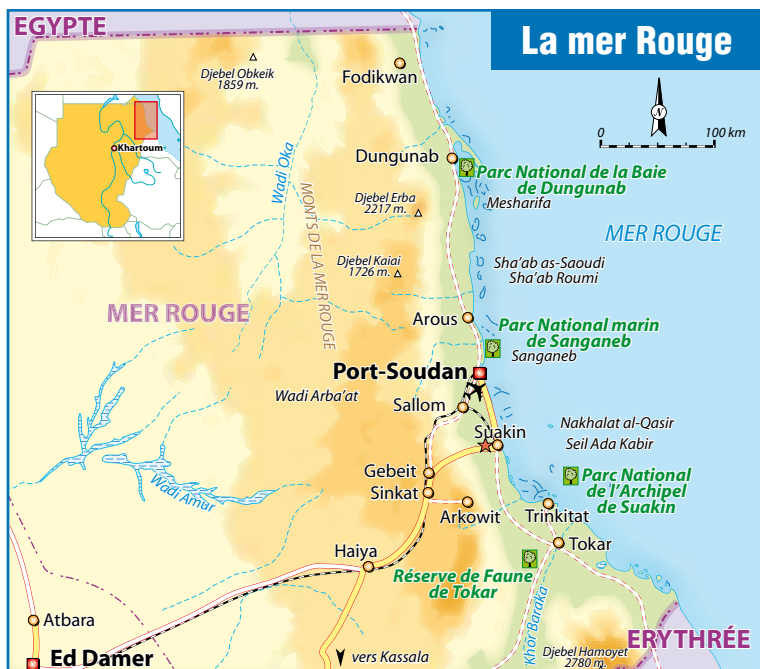 EGYPTE
La mer Rouge
Djebel Obkeik
1859 m.
Fodikwan
N
0 100 km
Khartoum
Dungunab
Parc National de la Baie
de Dungunab
Mesharifa
Wadi Oka
Djebel Erba
2217 m.
MONTS DE LA MER ROUGE
MER ROUGE
Djebel Kaiai
1726 m.
Sha'ab as-Saoudi
Sha'ab Roumi
MER ROUGE
Arous
Parc National marin
de Sanganeb
Sanganeb
Port-Soudan
Wadi Arba'at
Sallom
Nakhalat al-Qasir
Suakin
Seil Ada Kabir
Gebeit
Parc National
de l'Archipel
de Suakin
Wadi Amur
Sinkat
Arkowit
Trinkitat
Tokar
Haiya
Réserve de Faune
de Tokar
Khor Baraka
Atbara
ERYTHRÉE
Ed Damer
vers Kassala
Djebel Hamoyet
2780 m.